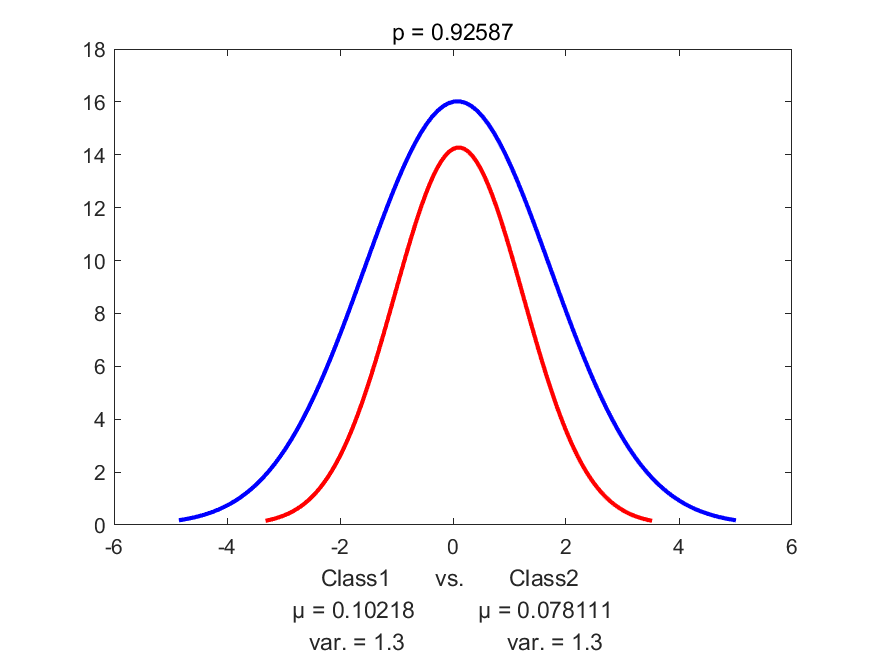 p = 0.92587
18
16
14
12
10
8
6
4
2
0
-6 -4 -2 0 2 4 6
Class1 vs. Class2
μ = 0.10218 μ = 0.078111
var. = 1.3 var. = 1.3